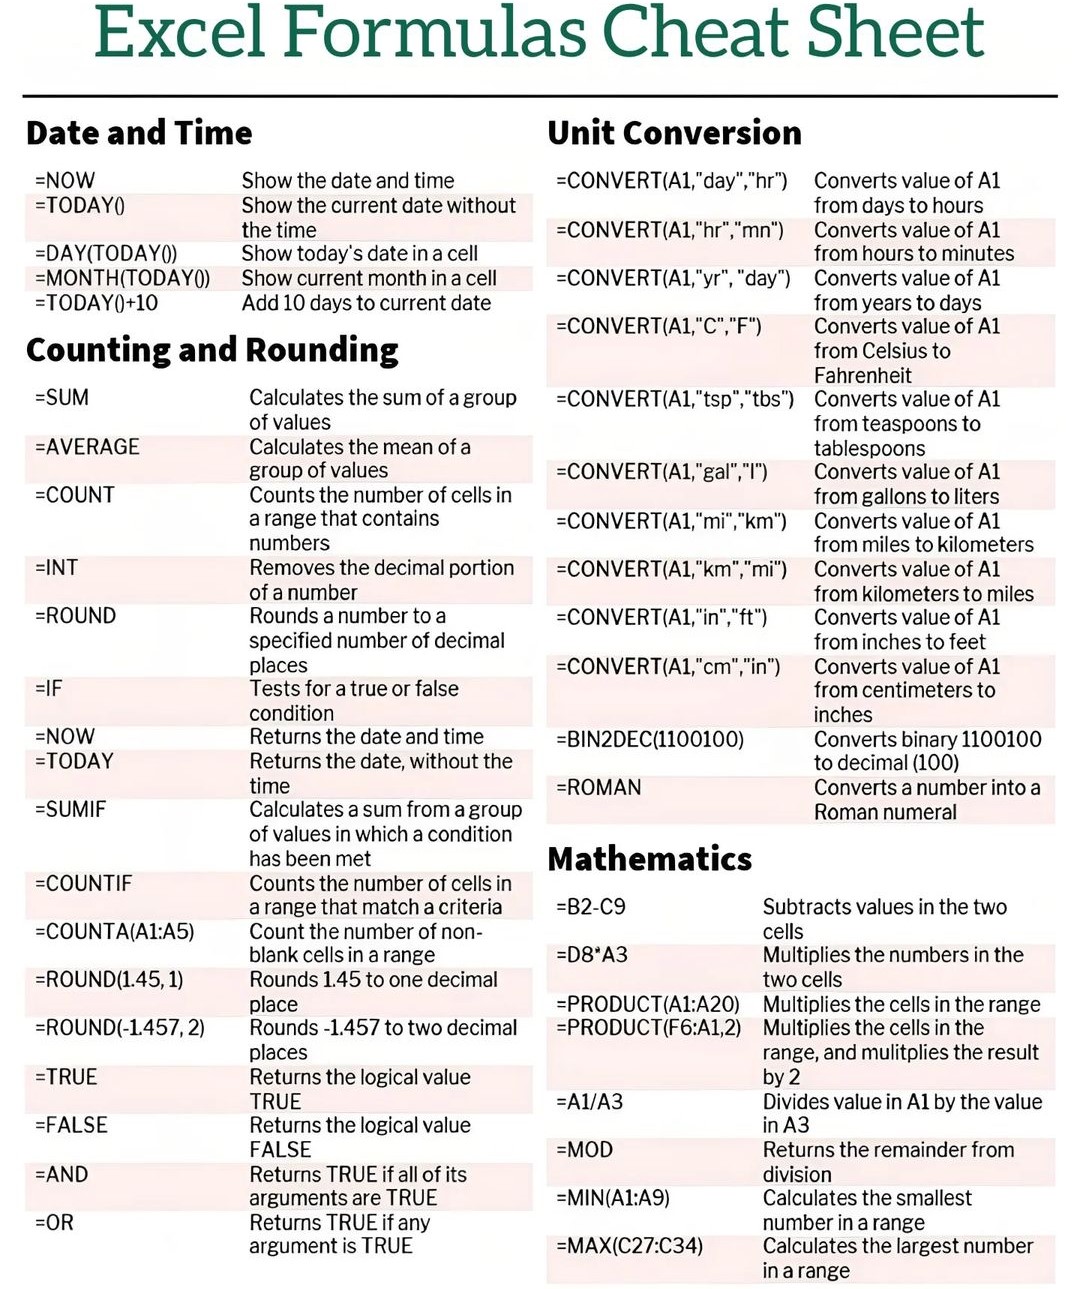 Excel Formulas Cheat Sheet
Date and Time
=NOW Show the date and time
=TODAY() Show the current date without
the time
=DAY(TODAY()) Show today's date in a cell
=MONTH(TODAY()) Show current month in a cell
=TODAY()+10 Add 10 days to current date
Counting and Rounding
=SUM Calculates the sum of a group
of values
=AVERAGE Calculates the mean of a
group of values
=COUNT Counts the number of cells in
a range that contains
numbers
=INT Removes the decimal portion
of a number
=ROUND Rounds a number to a
specified number of decimal
places
=IF Tests for a true or false
condition
=NOW Returns the date and time
=TODAY Returns the date, without the
time
=SUMIF Calculates a sum from a group
of values in which a condition
has been met
=COUNTIF Counts the number of cells in
a range that match a criteria
=COUNTA(A1:A5) Count the number of non-
blank cells in a range
=ROUND(1.45, 1) Rounds 1.45 to one decimal
place
=ROUND(-1.457, 2) Rounds -1.457 to two decimal
places
=TRUE Returns the logical value
TRUE
=FALSE Returns the logical value
FALSE
=AND Returns TRUE if all of its
arguments are TRUE
=OR Returns TRUE if any
argument is TRUE
Unit Conversion
=CONVERT(A1,"day","hr") Converts value of A1
from days to hours
=CONVERT(A1,"hr","mn") Converts value of A1
from hours to minutes
=CONVERT(A1,"yr", "day") Converts value of A1
from years to days
=CONVERT(A1,"C","F") Converts value of A1
from Celsius to
Fahrenheit
=CONVERT(A1,"tsp","tbs") Converts value of A1
from teaspoons to
tablespoons
=CONVERT(A1,"gal","l") Converts value of A1
from gallons to liters
=CONVERT(A1,"mi","km") Converts value of A1
from miles to kilometers
=CONVERT(A1,"km","mi") Converts value of A1
from kilometers to miles
=CONVERT(A1,"in","ft") Converts value of A1
from inches to feet
=CONVERT(A1,"cm","in") Converts value of A1
from centimeters to
inches
=BIN2DEC(1100100) Converts binary 1100100
to decimal (100)
=ROMAN Converts a number into a
Roman numeral
Mathematics
=B2-C9 Subtracts values in the two
cells
=D8*A3 Multiplies the numbers in the
two cells
=PRODUCT(A1:A20) Multiplies the cells in the range
=PRODUCT(F6:A1,2) Multiplies the cells in the
range, and mulitplies the result
by 2
=A1/A3 Divides value in A1 by the value
in A3
=MOD Returns the remainder from
division
=MIN(A1:A9) Calculates the smallest
number in a range
=MAX(C27:C34) Calculates the largest number
in a range